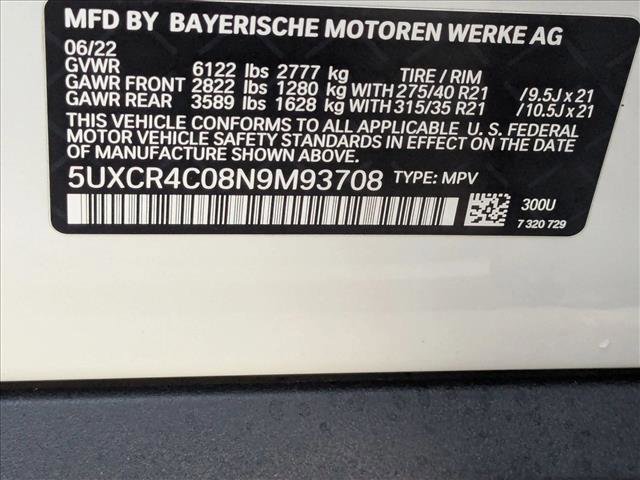 MFD BY BAYERISCHE MOTOREN WERKE AG
06/22
GVWR 6122 lbs 2777 kg TIRE / RIM
GAWR FRONT 2822 lbs 1280 kg WITH 275/40 R21 /9.5J x 21
GAWR REAR 3589 lbs 1628 kg WITH 315/35 R21 /10.5J x 21
THIS VEHICLE CONFORMS TO ALL APPLICABLE U. S. FEDERAL
MOTOR VEHICLE SAFETY STANDARDS IN EFFECT ON THE DATE
OF MANUFACTURE SHOWN ABOVE.
5UXCR4C08N9M93708 TYPE: MPV
300U
7 320 729